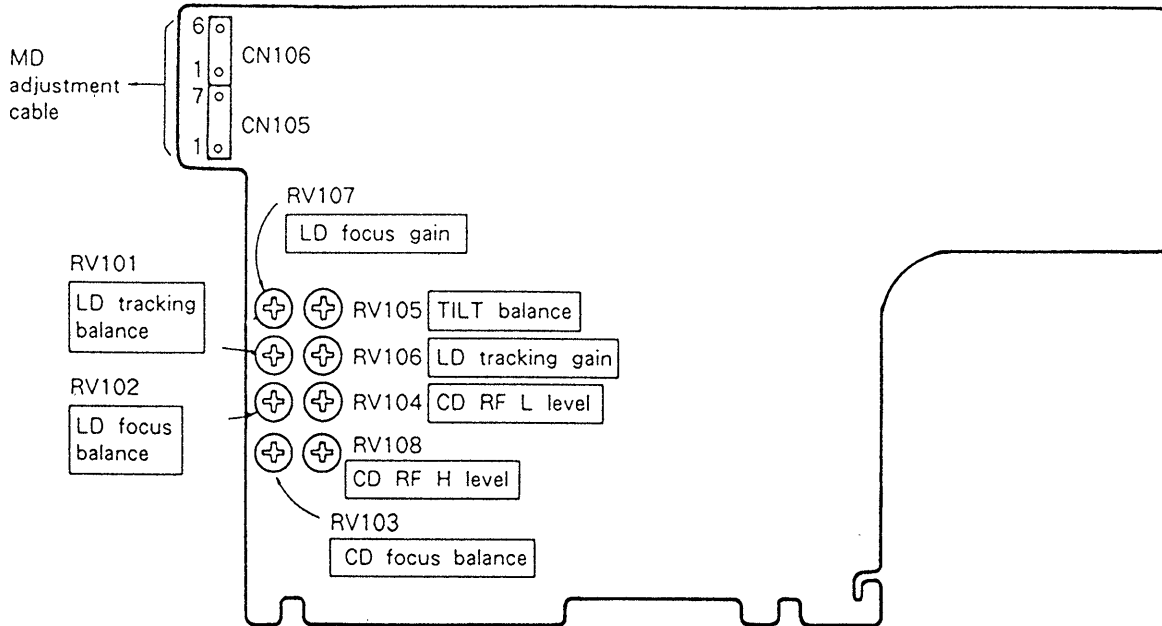 6
CN106
MD
adjustment
cable
1
7
CN105
1
RV107
LD focus gain
RV101
LD tracking
balance
RV105 TILT balance
RV106 LD tracking gain
RV102
LD focus
balance
RV104 CD RF L level
RV108
CD RF H level
RV103
CD focus balance